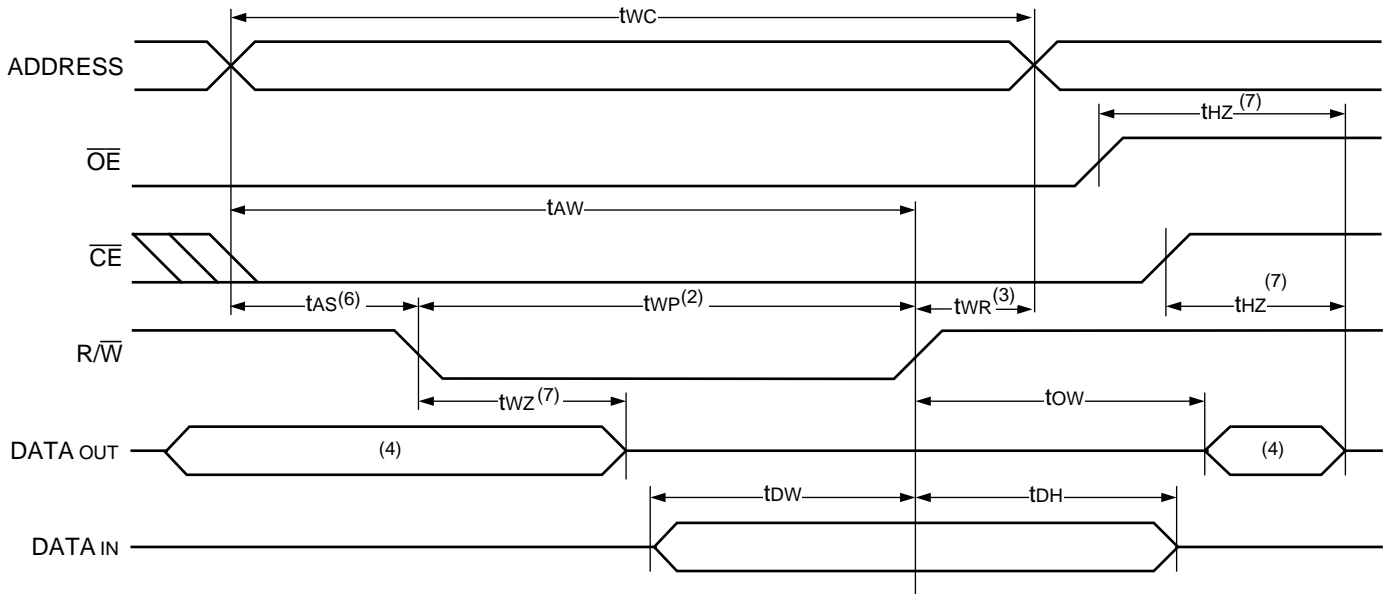 tWC
ADDRESS
tHZ(7)
OE
tAW
CE
tAS(6) tWP(2) tWR(3) tHZ(7)
R/W
tWZ(7) tOW
DATA OUT (4) (4)
tDW tDH
DATA IN